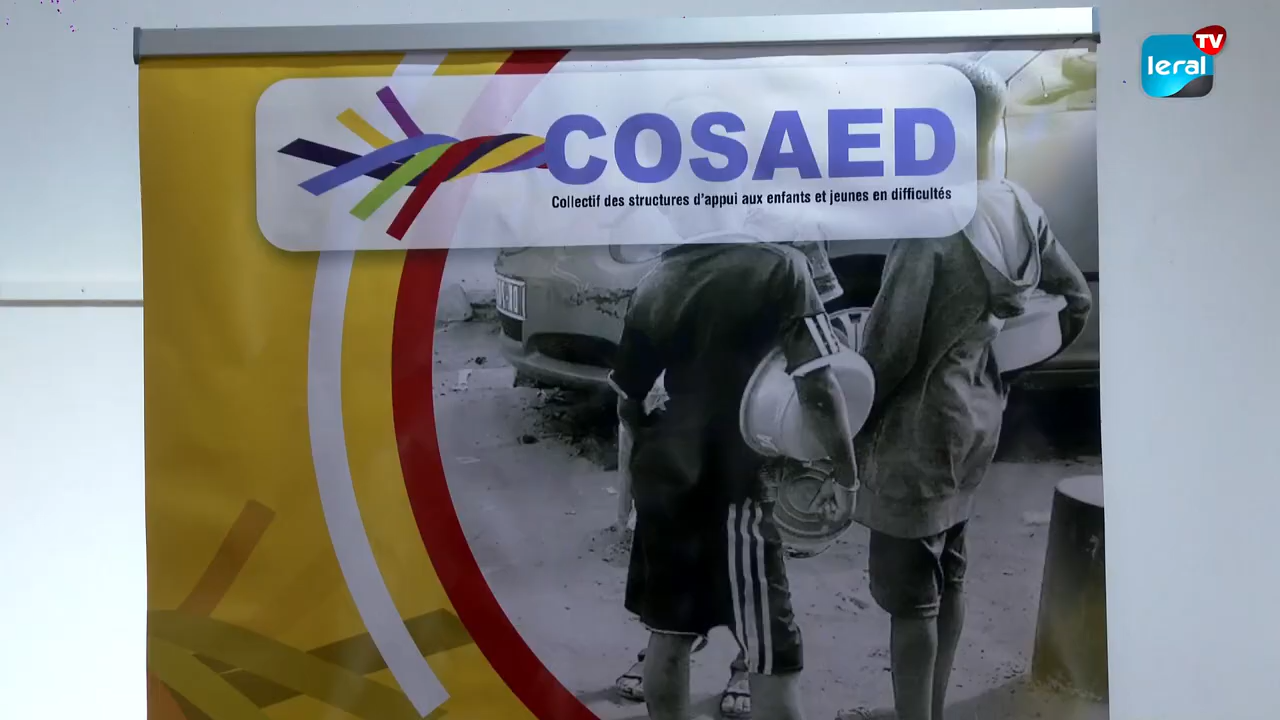 TV
leral
COSAED
Collectif des structures d'appui aux enfants et jeunes en difficultés